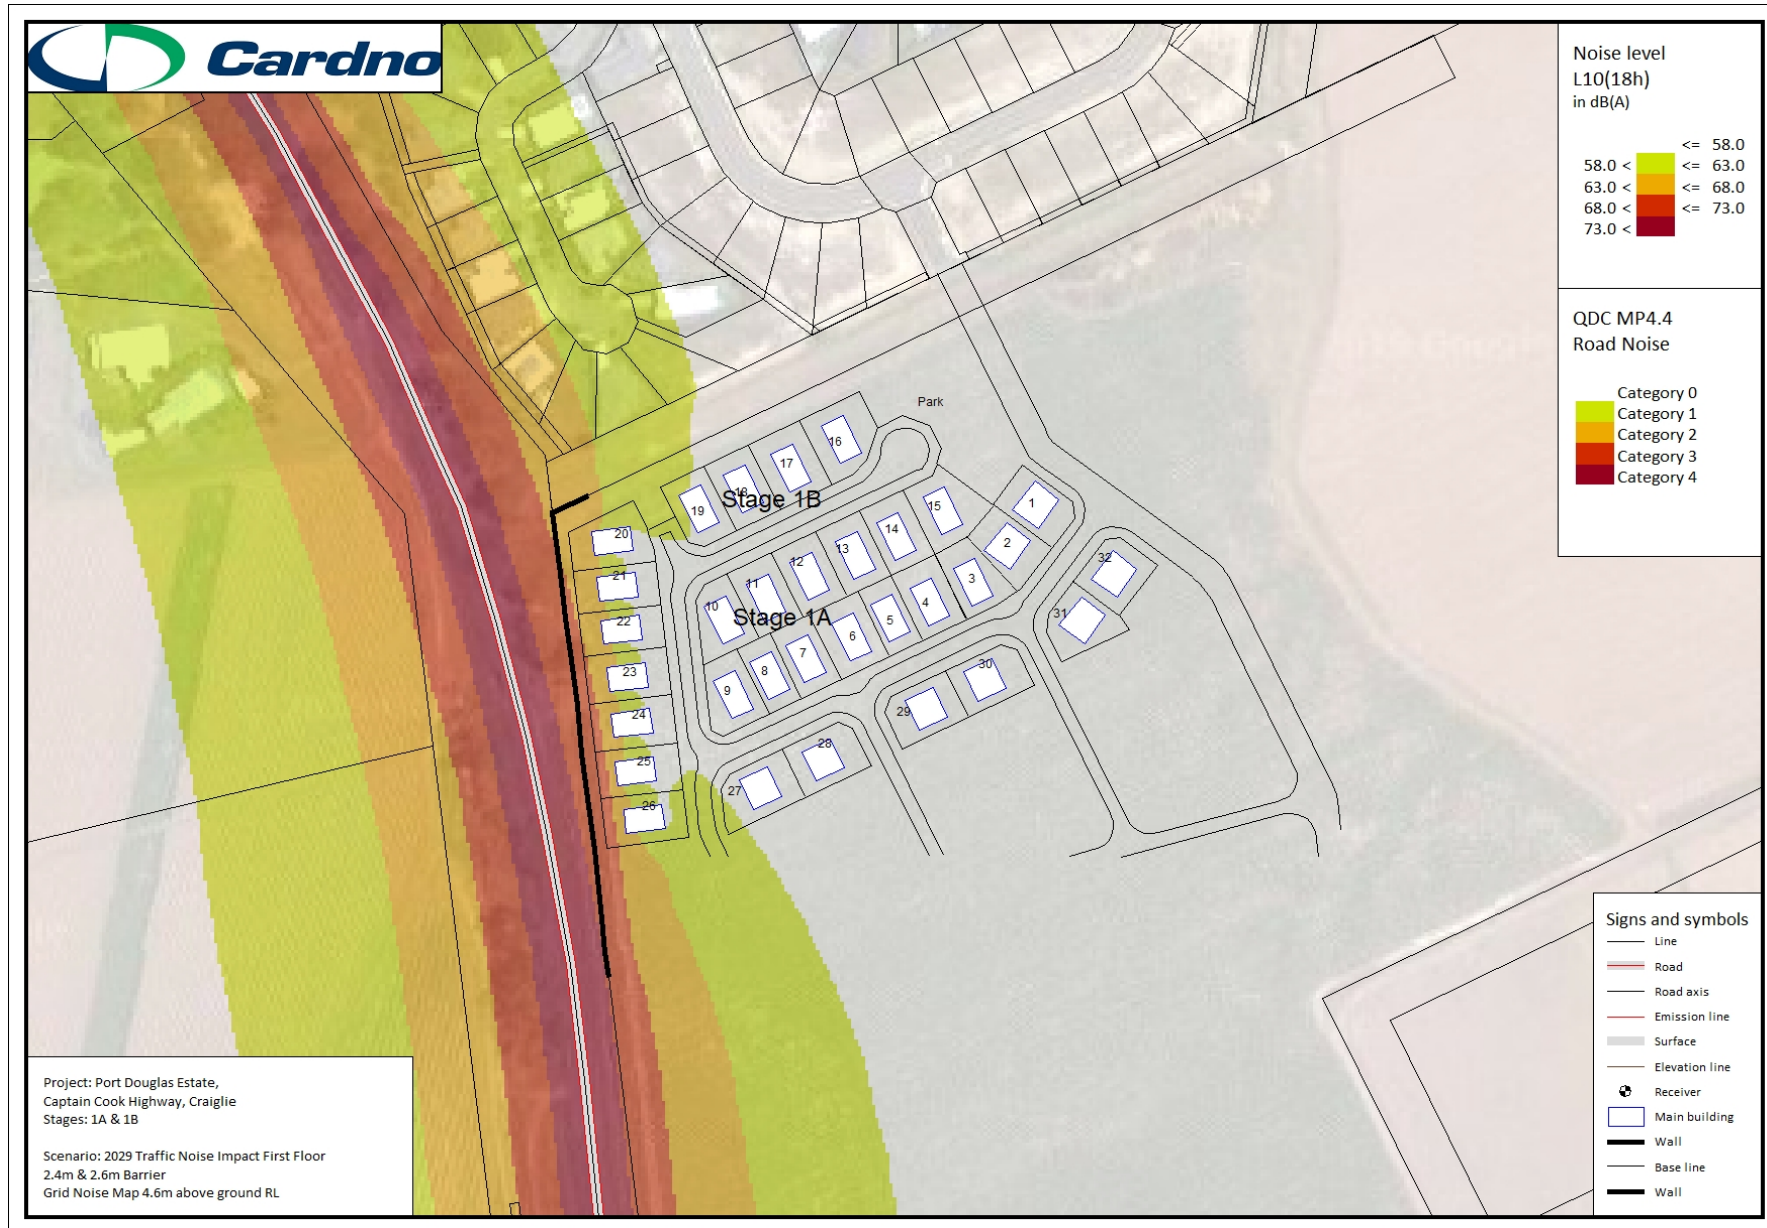 Cardno
Noise level
L10(18h)
in dB(A)
<= 58.0
58.0 < <= 63.0
63.0 < <= 68.0
68.0 < <= 73.0
73.0 <
QDC MP4.4
Road Noise
Category 0
Category 1
Category 2
Category 3
Category 4
Park
16
17
18
19
Stage 1B
20
21
22
23
24
25
26
15
14
13
12
11
10
Stage 1A
1
2
3
4
5
6
7
8
9
32
31
30
29
28
27
Signs and symbols
Line
Road
Road axis
Emission line
Surface
Elevation line
Receiver
Main building
Wall
Base line
Wall
Project: Port Douglas Estate,
Captain Cook Highway, Craiglie
Stages: 1A & 1B
Scenario: 2029 Traffic Noise Impact First Floor
2.4m & 2.6m Barrier
Grid Noise Map 4.6m above ground RL